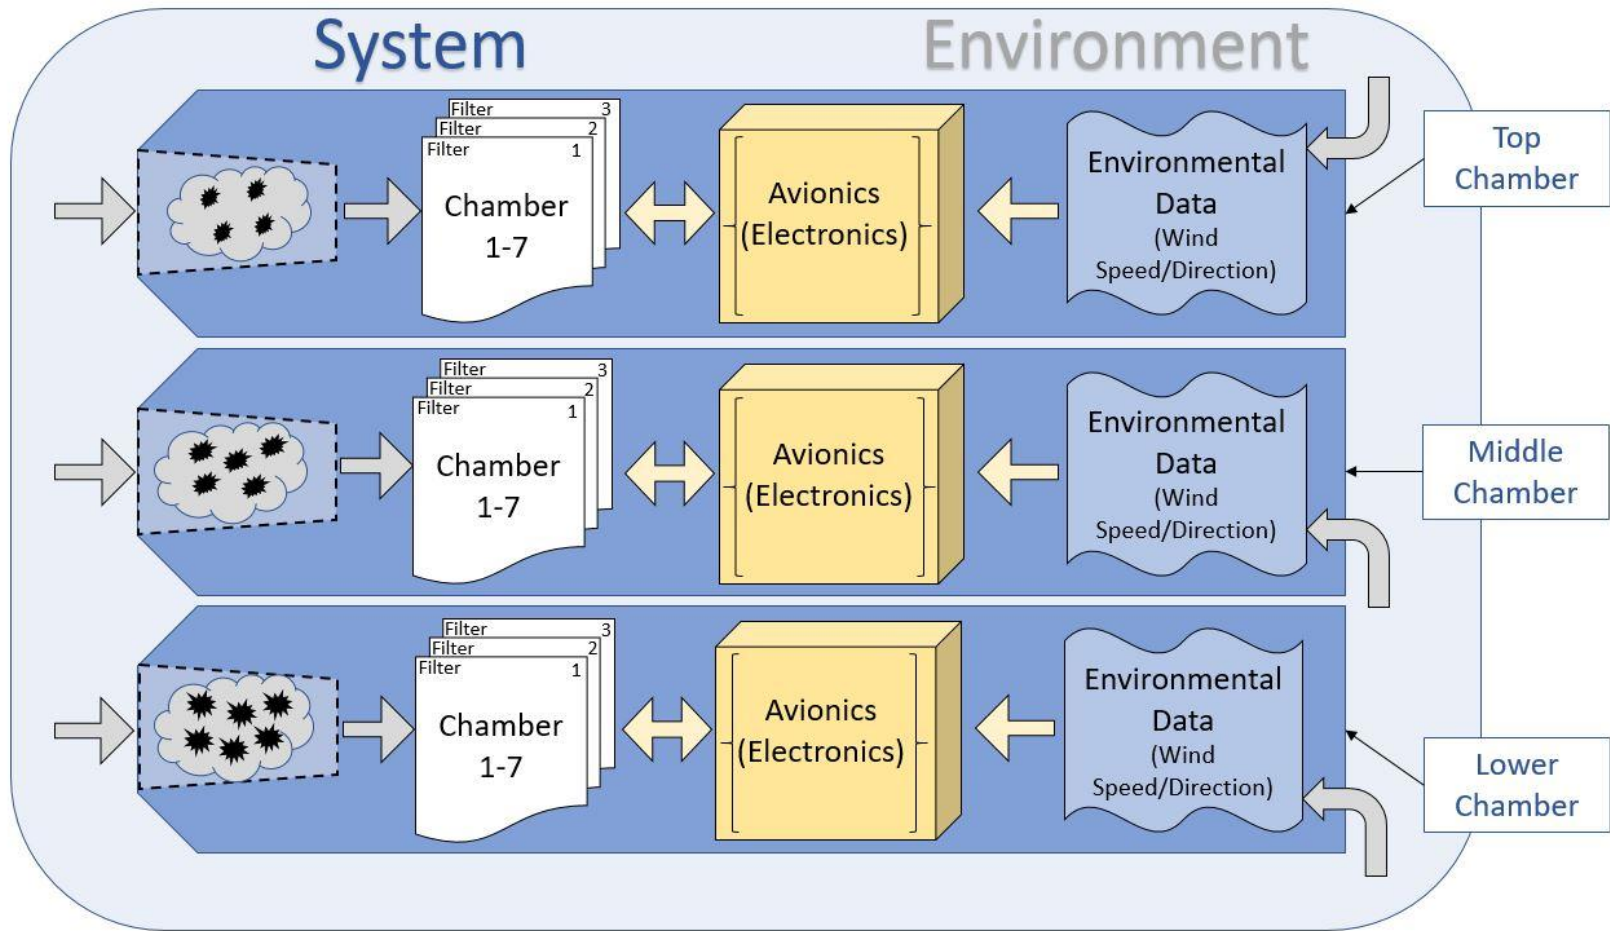 System
Environment
Filter 3
Filter 2
Filter 1
Chamber
1-7
Avionics
(Electronics)
Environmental
Data
(Wind
Speed/Direction)
Top
Chamber
Filter 3
Filter 2
Filter 1
Chamber
1-7
Avionics
(Electronics)
Environmental
Data
(Wind
Speed/Direction)
Middle
Chamber
Filter 3
Filter 2
Filter 1
Chamber
1-7
Avionics
(Electronics)
Environmental
Data
(Wind
Speed/Direction)
Lower
Chamber